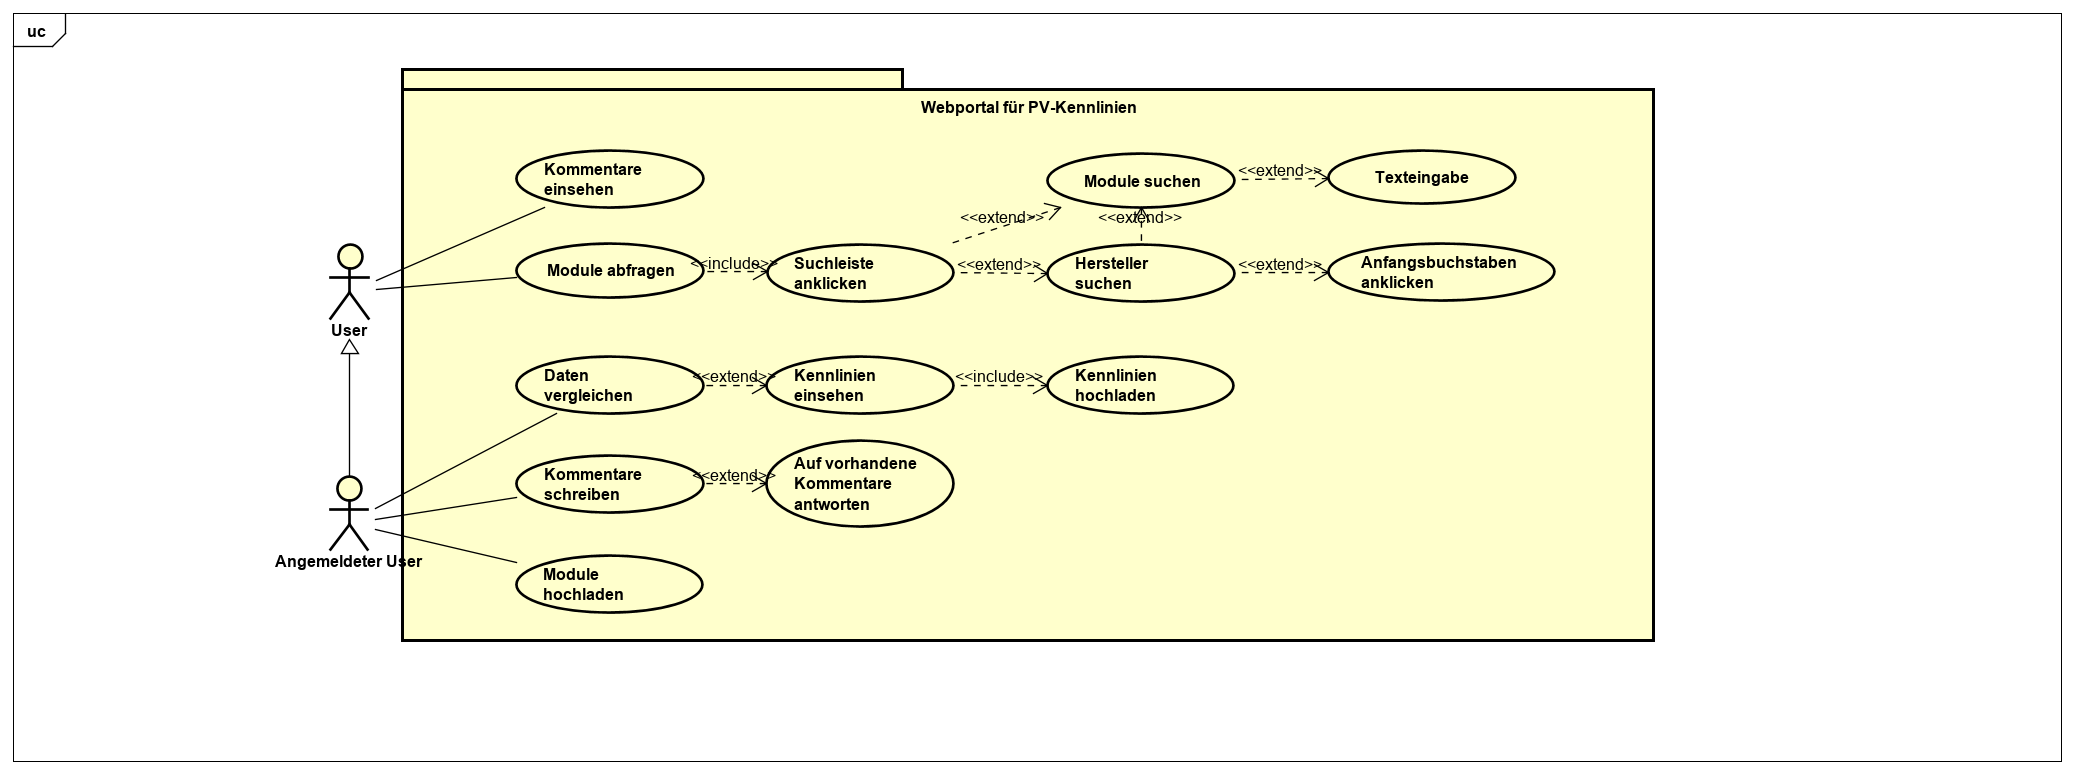 uc
Webportal für PV-Kennlinien
Kommentare
einsehen
Module suchen
<<extend>>
Texteingabe
<<extend>>
<<extend>>
Module abfragen
<<include>>
Suchleiste
anklicken
<<extend>>
Hersteller
suchen
<<extend>>
Anfangsbuchstaben
anklicken
User
Daten
vergleichen
<<extend>>
Kennlinien
einsehen
<<include>>
Kennlinien
hochladen
Kommentare
schreiben
<<extend>>
Auf vorhandene
Kommentare
antworten
Angemeldeter User
Module
hochladen